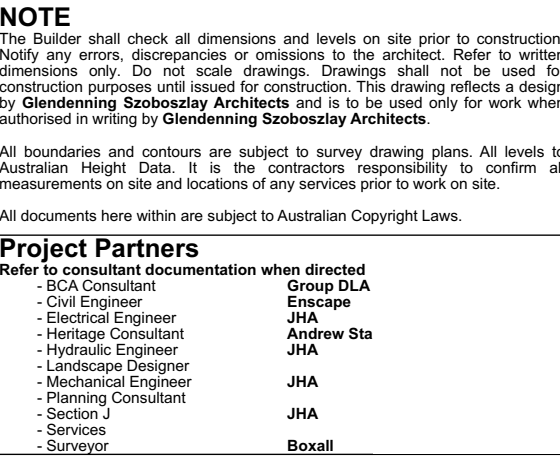 NOTE
The Builder shall check all dimensions and levels on site prior to construction
Notify any errors, discrepancies or omissions to the architect. Refer to written
dimensions only. Do not scale drawings. Drawings shall not be used fo
construction purposes until issued for construction. This drawing reflects a design
by Glendenning Szoboszlay Architects and is to be used only for work when
authorised in writing by Glendenning Szoboszlay Architects.
All boundaries and contours are subject to survey drawing plans. All levels to
Australian Height Data. It is the contractors responsibility to confirm al
measurements on site and locations of any services prior to work on site.
All documents here within are subject to Australian Copyright Laws.
Project Partners
Refer to consultant documentation when directed
- BCA Consultant Group DLA
- Civil Engineer Enscape
- Electrical Engineer JHA
- Heritage Consultant Andrew Sta
- Hydraulic Engineer JHA
- Landscape Designer
- Mechanical Engineer JHA
- Planning Consultant
- Section J JHA
- Services
- Surveyor Boxall